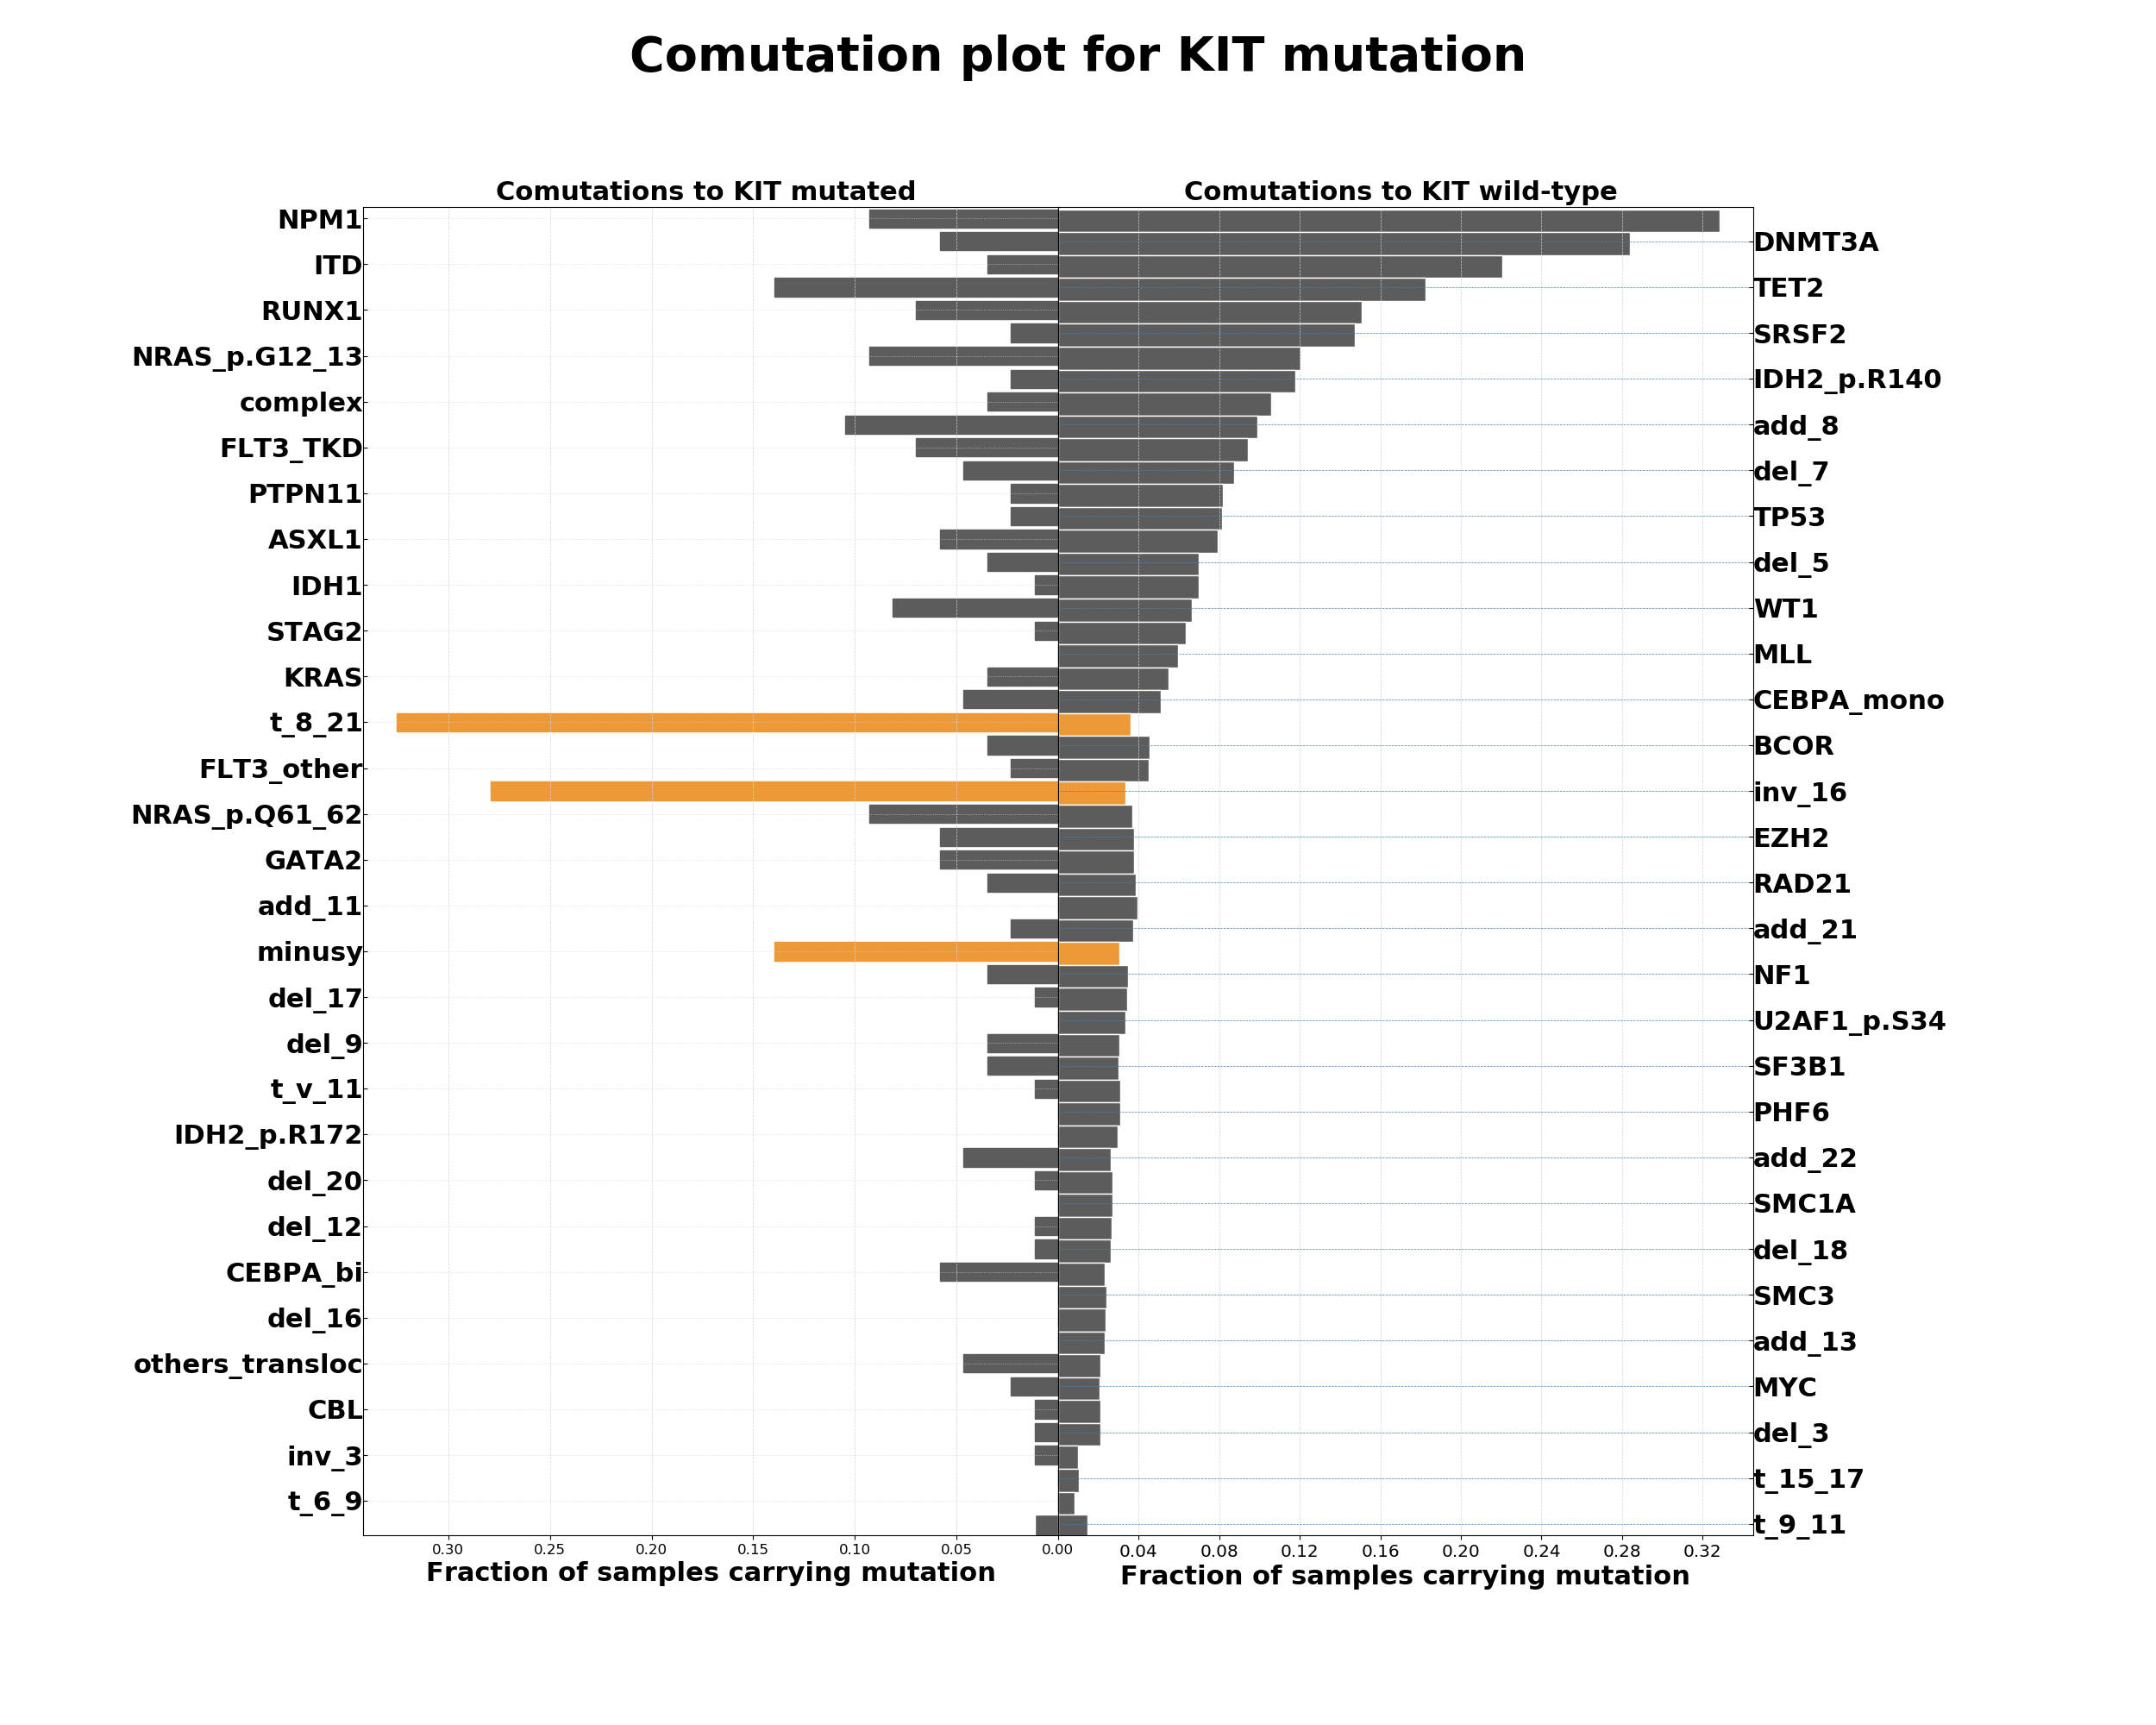 Comutation plot for KIT mutation
Comutations to KIT mutated
Comutations to KIT wild-type
NPM1
DNMT3A
ITD
TET2
RUNX1
SRSF2
NRAS_p.G12_13
IDH2_p.R140
complex
add_8
FLT3_TKD
del_7
PTPN11
TP53
ASXL1
del_5
IDH1
WT1
STAG2
MLL
KRAS
CEBPA_mono
t_8_21
BCOR
FLT3_other
inv_16
NRAS_p.Q61_62
EZH2
GATA2
RAD21
add_11
add_21
minusy
NF1
del_17
U2AF1_p.S34
del_9
SF3B1
t_v_11
PHF6
IDH2_p.R172
add_22
del_20
SMC1A
del_12
del_18
CEBPA_bi
SMC3
del_16
add_13
others_transloc
MYC
CBL
del_3
inv_3
t_15_17
t_6_9
t_9_11
0.30 0.25 0.20 0.15 0.10 0.05 0.00 0.04 0.08 0.12 0.16 0.20 0.24 0.28 0.32
Fraction of samples carrying mutation
Fraction of samples carrying mutation